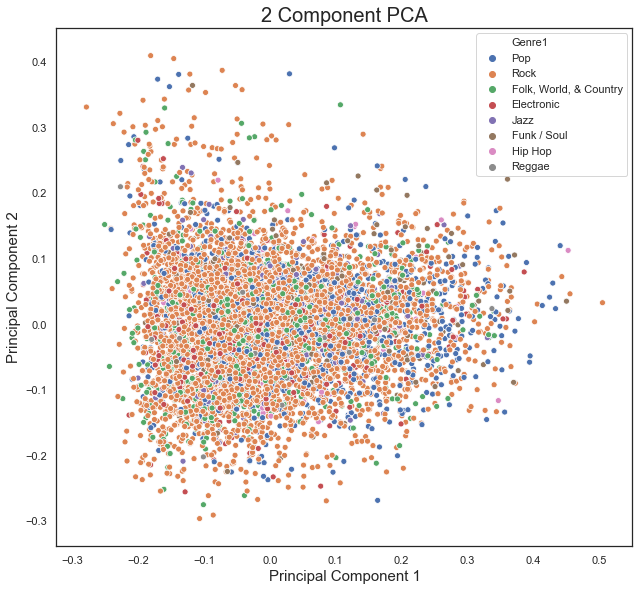 2 Component PCA
Genre1
Pop
Rock
Folk, World, & Country
Electronic
Jazz
Funk / Soul
Hip Hop
Reggae
Principal Component 2
0.4
0.3
0.2
0.1
0.0
−0.1
−0.2
−0.3
−0.3
−0.2
−0.1
0.0
0.1
0.2
0.3
0.4
0.5
Principal Component 1